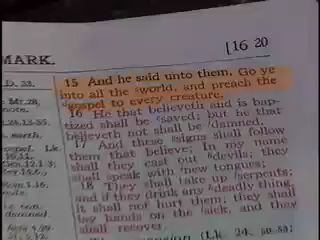 MARK.
[16 20
15 And he said unto them, Go ye
into all the world, and preach the
gospel to every creature.
16 He that believeth and is bap-
tized shall be saved; but he that
believeth not shall be damned.
17 And these signs shall follow
them that believe; In my name
shall they cast out devils; they
shall speak with new tongues;
18 They shall take up serpents;
and if they drink any deadly thing,
it shall not hurt them; they shall
lay hands on the sick, and they
shall recover.